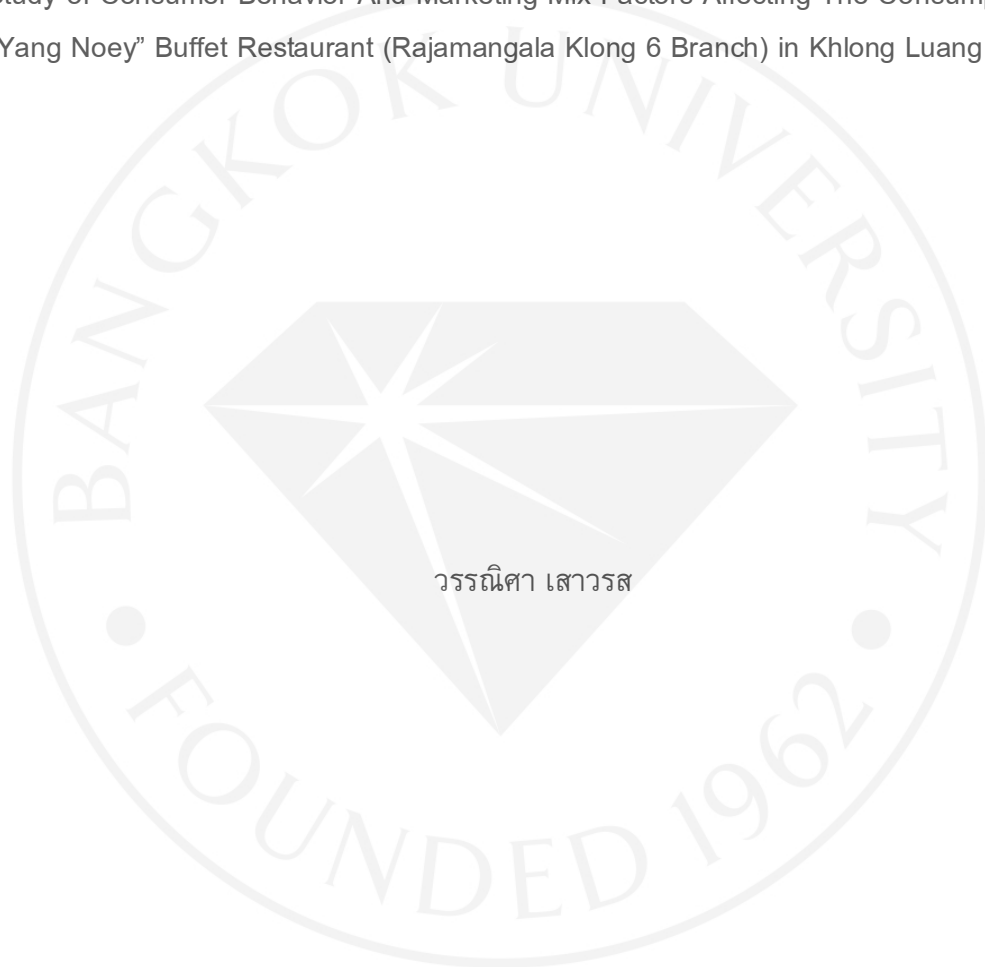 Study of Consumer Behavior And Marketing Mix Factors Affecting The
Yang Noey” Buffet Restaurant (Rajamangala Klong 6 Branch) in Khlong Luang
BANGKOK UNIVERSITY
วรรณิศา เสาวรส
FOUNDED 1962